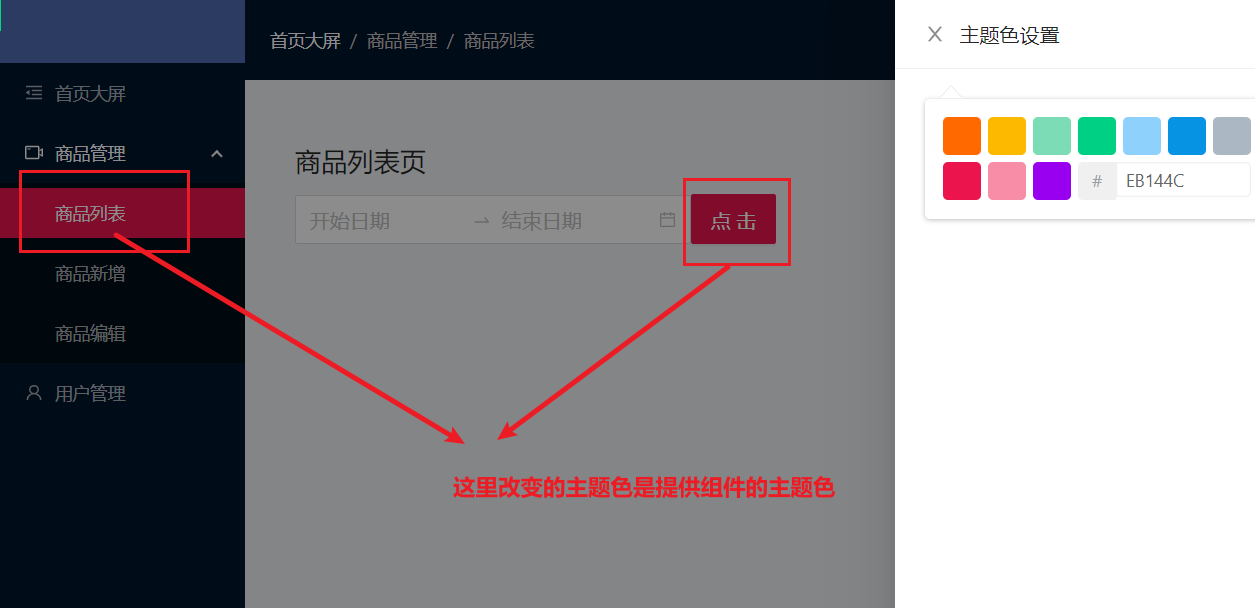 首页大屏 / 商品管理 / 商品列表
主题色设置
首页大屏
商品管理
商品列表
商品新增
商品编辑
用户管理
商品列表页
开始日期 → 结束日期
点 击
# EB144C
这里改变的主题色是提供组件的主题色